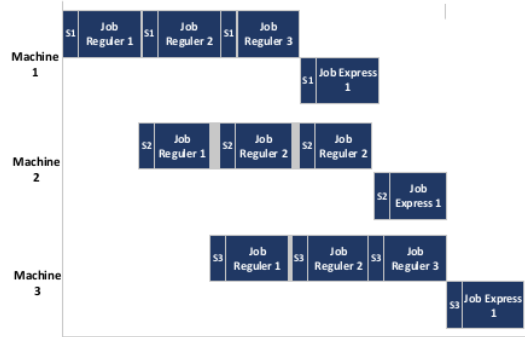 S1 Job Reguler 1 S1 Job Reguler 2 S1 Job Reguler 3
Machine 1
S1 Job Express 1
S2 Job Reguler 1 S2 Job Reguler 2 S2 Job Reguler 2
Machine 2
S2 Job Express 1
S3 Job Reguler 1 S3 Job Reguler 2 S3 Job Reguler 3
Machine 3
S3 Job Express 1